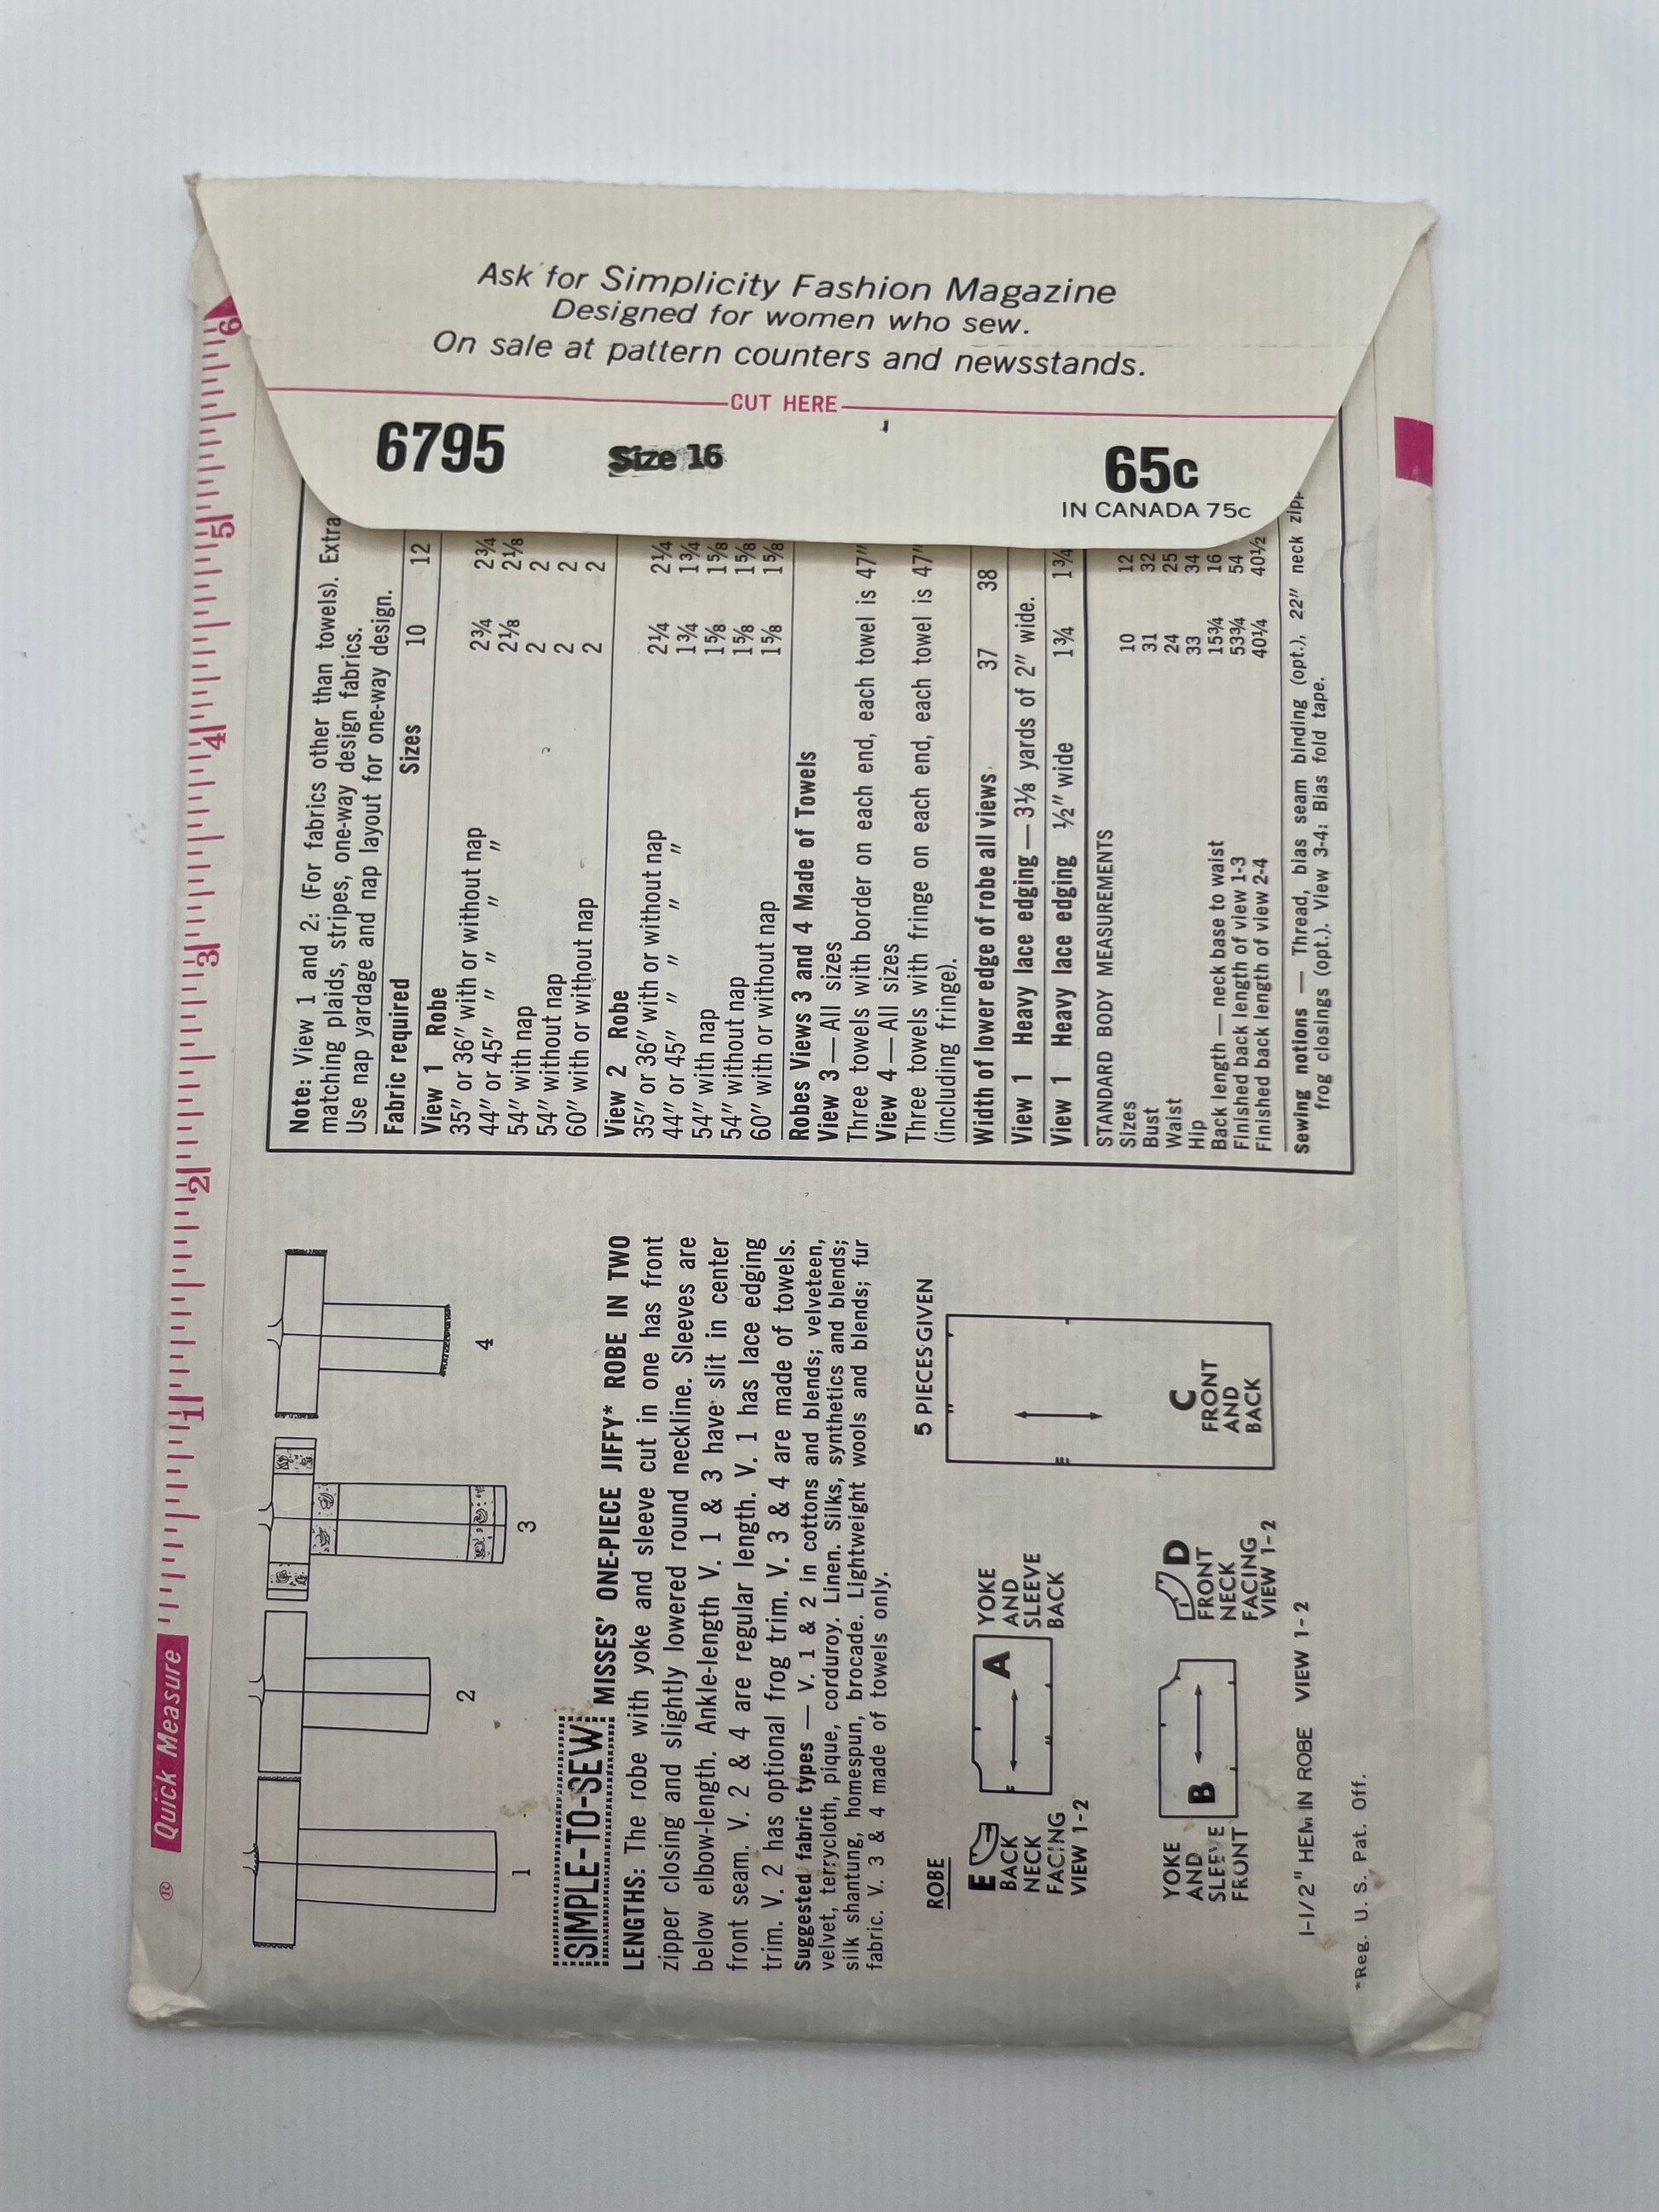 Ask for Simplicity Fashion Magazine
Designed for women who sew.
On sale at pattern counters and newsstands.
CUT HERE
6795 Size 16 65c
IN CANADA 75c
® Quick Measure 1 2 3 4 5 6
1 2 3 4
SIMPLE-TO-SEW MISSES' ONE-PIECE JIFFY* ROBE IN TWO
LENGTHS: The robe with yoke and sleeve cut in one has front
zipper closing and slightly lowered round neckline. Sleeves are
below elbow-length. Ankle-length V. 1 & 3 have slit in center
front seam. V. 2 & 4 are regular length. V. 1 has lace edging
trim. V. 2 has optional frog trim. V. 3 & 4 are made of towels.
Suggested fabric types — V. 1 & 2 in cottons and blends; velveteen,
velvet, terrycloth, pique, corduroy. Linen. Silks, synthetics and blends;
silk shantung, homespun, brocade. Lightweight wools and blends; fur
fabric. V. 3 & 4 made of towels only.
ROBE
5 PIECES GIVEN
E
BACK
NECK
FACING
VIEW 1-2
A
YOKE
AND
SLEEVE
BACK
C
FRONT
AND
BACK
YOKE
AND
SLEEVE
FRONT
B
D
FRONT
NECK
FACING
VIEW 1-2
1-1/2" HEM IN ROBE VIEW 1-2
*Reg. U. S. Pat. Off.
Note: View 1 and 2: (For fabrics other than towels). Extra
matching plaids, stripes, one-way design fabrics.
Use nap yardage and nap layout for one-way design.
Fabric required Sizes 10 12
View 1 Robe
35" or 36" with or without nap 2¾ 2¾
44" or 45" " " " " 2⅛ 2⅛
54" with nap 2 2
54" without nap 2 2
60" with or without nap 2 2
View 2 Robe
35" or 36" with or without nap 2¼ 2¼
44" or 45" " " " " 1¾ 1¾
54" with nap 1⅝ 1⅝
54" without nap 1⅝ 1⅝
60" with or without nap 1⅝ 1⅝
Robes Views 3 and 4 Made of Towels
View 3 — All sizes
Three towels with border on each end, each towel is 47"
View 4 — All sizes
Three towels with fringe on each end, each towel is 47"
(including fringe).
Width of lower edge of robe all views 37 38
View 1 Heavy lace edging — 3⅛ yards of 2" wide.
View 1 Heavy lace edging ½" wide 1¾ 1¾
STANDARD BODY MEASUREMENTS
Sizes 10 12
Bust 31 32
Waist 24 25
Hip 33 34
Back length — neck base to waist 15¾ 16
Finished back length of view 1-3 53¾ 54
Finished back length of view 2-4 40¼ 40½
Sewing notions — Thread, bias seam binding (opt.), 22" neck
frog closings (opt.). View 3-4: Bias fold tape.